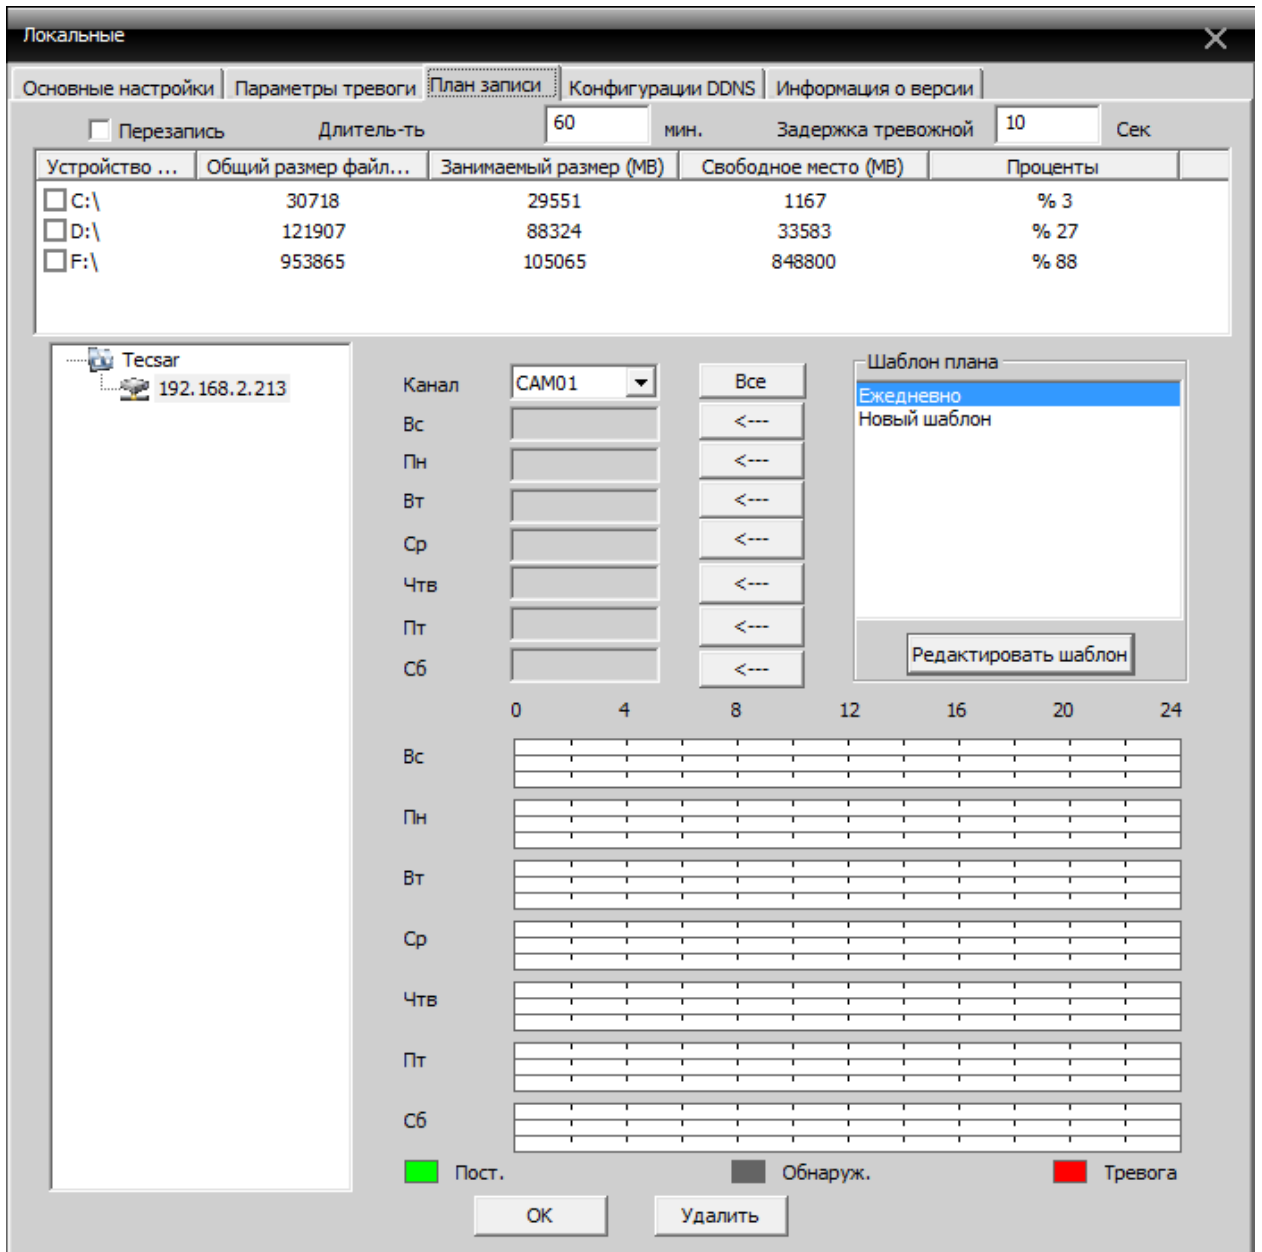 Локальные
Основные настройки Параметры тревоги План записи Конфигурации DDNS Информация о версии
Перезапись Длитель-ть 60 мин. Задержка тревожной 10 Сек
Устройство ... Общий размер файл... Занимаемый размер (MB) Свободное место (MB) Проценты
C:\ 30718 29551 1167 % 3
D:\ 121907 88324 33583 % 27
F:\ 953865 105065 848800 % 88
Tecsar
192.168.2.213
Канал CAM01 Все
Вс <---
Пн <---
Вт <---
Ср <---
Чтв <---
Пт <---
Сб <---
Шаблон плана
Ежедневно
Новый шаблон
Редактировать шаблон
0 4 8 12 16 20 24
Вс
Пн
Вт
Ср
Чтв
Пт
Сб
Пост. Обнаруж. Тревога
OK Удалить